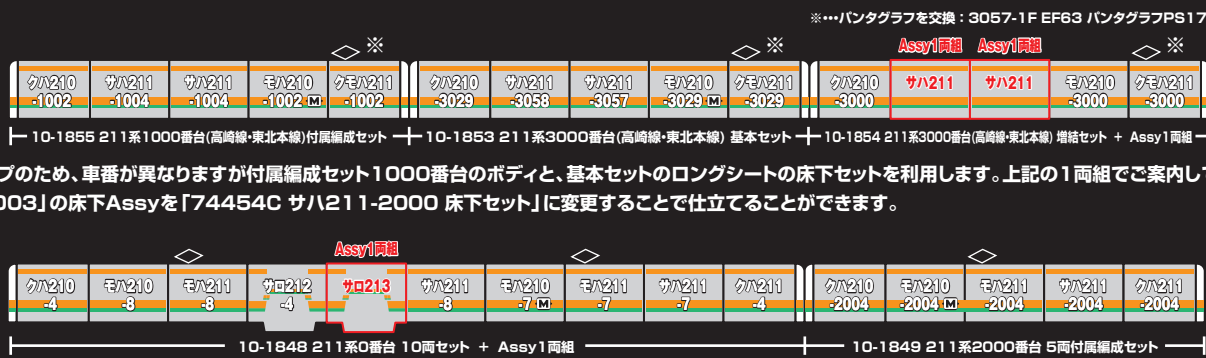 ※•••パンタグラフを交換：3057-1F EF63 パンタグラフPS17
※ ※ Assy1両組 Assy1両組 ※
クハ210 サハ211 サハ211 モハ210 クモハ211 クハ210 サハ211 サハ211 モハ210 クモハ211 クハ210 サハ211 サハ211 モハ210 クモハ211
-1002 -1004 -1004 -1002 M -1002 -3029 -3058 -3057 -3029 M -3029 -3000 -3000 -3000
10-1855 211系1000番台(高崎線・東北本線)付属編成セット 10-1853 211系3000番台(高崎線・東北本線) 基本セット 10-1854 211系3000番台(高崎線・東北本線) 増結セット + Assy1両組
プのため、車番が異なりますが付属編成セット1000番台のボディと、基本セットのロングシートの床下セットを利用します。上記の1両組でご案内して
003」の床下Assyを「74454C サハ211-2000 床下セット」に変更することで仕立てることができます。
Assy1両組
クハ210 モハ210 モハ211 サロ212 サロ213 サハ211 モハ210 モハ211 サハ211 クハ211 クハ210 モハ210 モハ211 サハ211 クハ211
-4 -8 -8 -4 -8 -7 M -7 -7 -4 -2004 -2004 M -2004 -2004 -2004
10-1848 211系0番台 10両セット + Assy1両組 10-1849 211系2000番台 5両付属編成セット